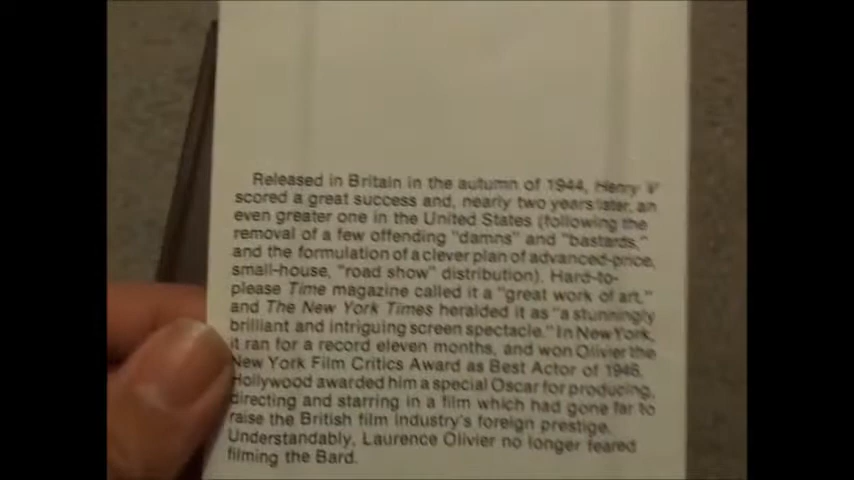 Released in Britain in the autumn of 1944, Henry V
scored a great success and, nearly two years later, an
even greater one in the United States (following the
removal of a few offending "damns" and "bastards,"
and the formulation of a clever plan of advanced-price,
small-house, "road show" distribution). Hard-to-
please Time magazine called it a "great work of art,"
and The New York Times heralded it as "a stunningly
brilliant and intriguing screen spectacle." In New York,
it ran for a record eleven months, and won Olivier the
New York Film Critics Award as Best Actor of 1946.
Hollywood awarded him a special Oscar for producing,
directing and starring in a film which had gone far to
raise the British film industry's foreign prestige.
Understandably, Laurence Olivier no longer feared
filming the Bard.